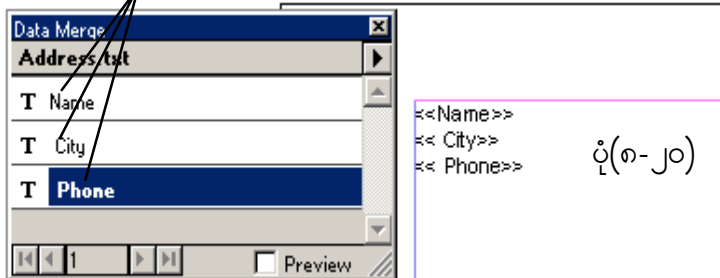 Data Merge
Address.txt
T Name
T City
T Phone
1
Preview
<<Name>>
<< City>>
<< Phone>>
ပုံ(၈-၂၀)